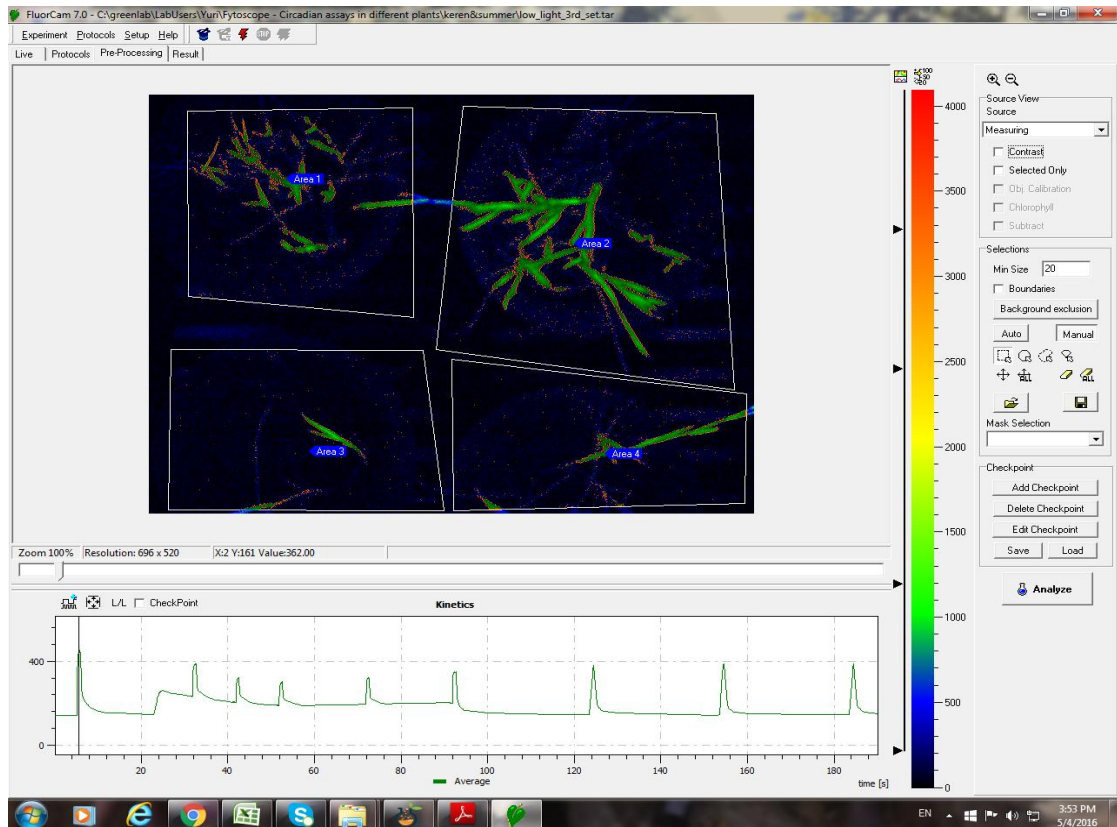 FluorCam 7.0 - C:\greenlab\LabUsers\Yuri\Fytoscope - Circadian assays in different plants\keren&summer\low_light_3rd_set.tar
Experiment Protocols Setup Help
Live Protocols Pre-Processing Result
Area 1
Area 2
Area 3
Area 4
Zoom 100% Resolution: 696 x 520 X:2 Y:161 Value:362.00
L/L CheckPoint Kinetics
400
0
20 40 60 80 100 120 140 160 180
Average
time [s]
100
50
20
4000
3500
3000
2500
2000
1500
1000
500
0
Source View
Source
Measuring
Contrast
Selected Only
Obj. Calibration
Chlorophyll
Subtract
Selections
Min Size 20
Boundaries
Background exclusion
Auto Manual
ALL ALL
Mask Selection
Checkpoint
Add Checkpoint
Delete Checkpoint
Edit Checkpoint
Save Load
Analyze
EN 3:53 PM
5/4/2016